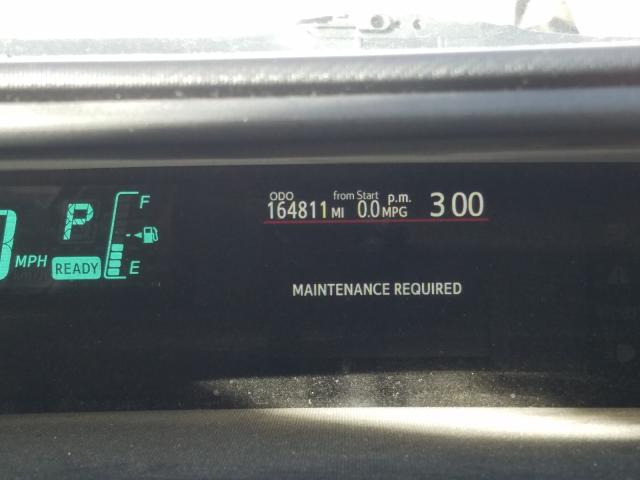 ODO from Start p.m.
164811 MI 0.0 MPG 3 00
P F
MPH READY E
MAINTENANCE REQUIRED